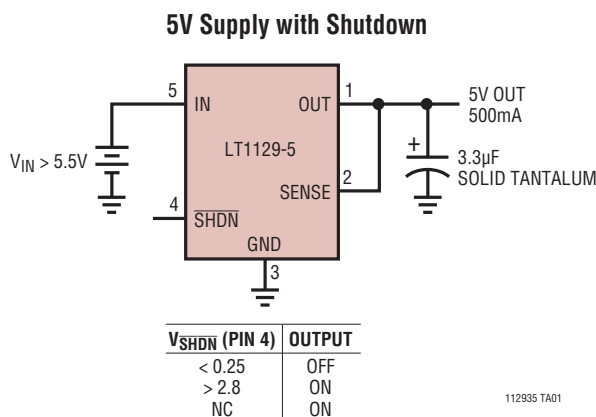 5V Supply with Shutdown
5
IN
OUT
1
5V OUT
500mA
LT1129-5
VIN > 5.5V
+
3.3µF
SOLID TANTALUM
2
SENSE
4
SHDN
GND
3
VSHDN (PIN 4) OUTPUT
< 0.25 OFF
> 2.8 ON
NC ON
112935 TA01